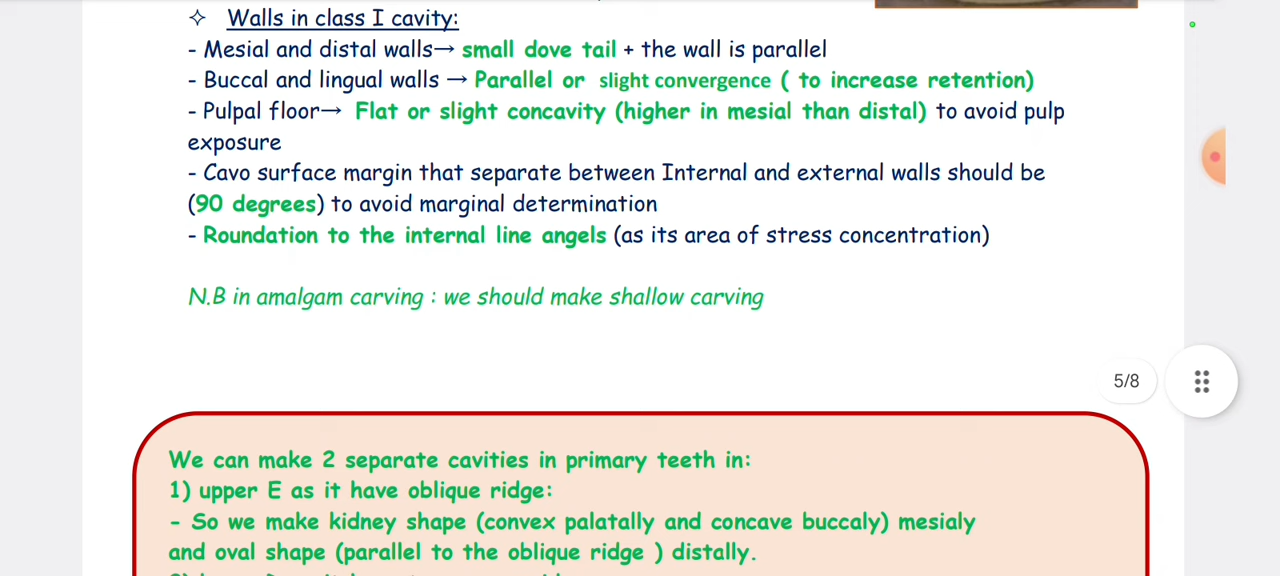 ✧ Walls in class I cavity:
- Mesial and distal walls→ small dove tail + the wall is parallel
- Buccal and lingual walls → Parallel or slight convergence ( to increase retention)
- Pulpal floor→ Flat or slight concavity (higher in mesial than distal) to avoid pulp
exposure
- Cavo surface margin that separate between Internal and external walls should be
(90 degrees) to avoid marginal determination
- Roundation to the internal line angels (as its area of stress concentration)
N.B in amalgam carving : we should make shallow carving
5/8
We can make 2 separate cavities in primary teeth in:
1) upper E as it have oblique ridge:
- So we make kidney shape (convex palatally and concave buccaly) mesialy
and oval shape (parallel to the oblique ridge ) distally.